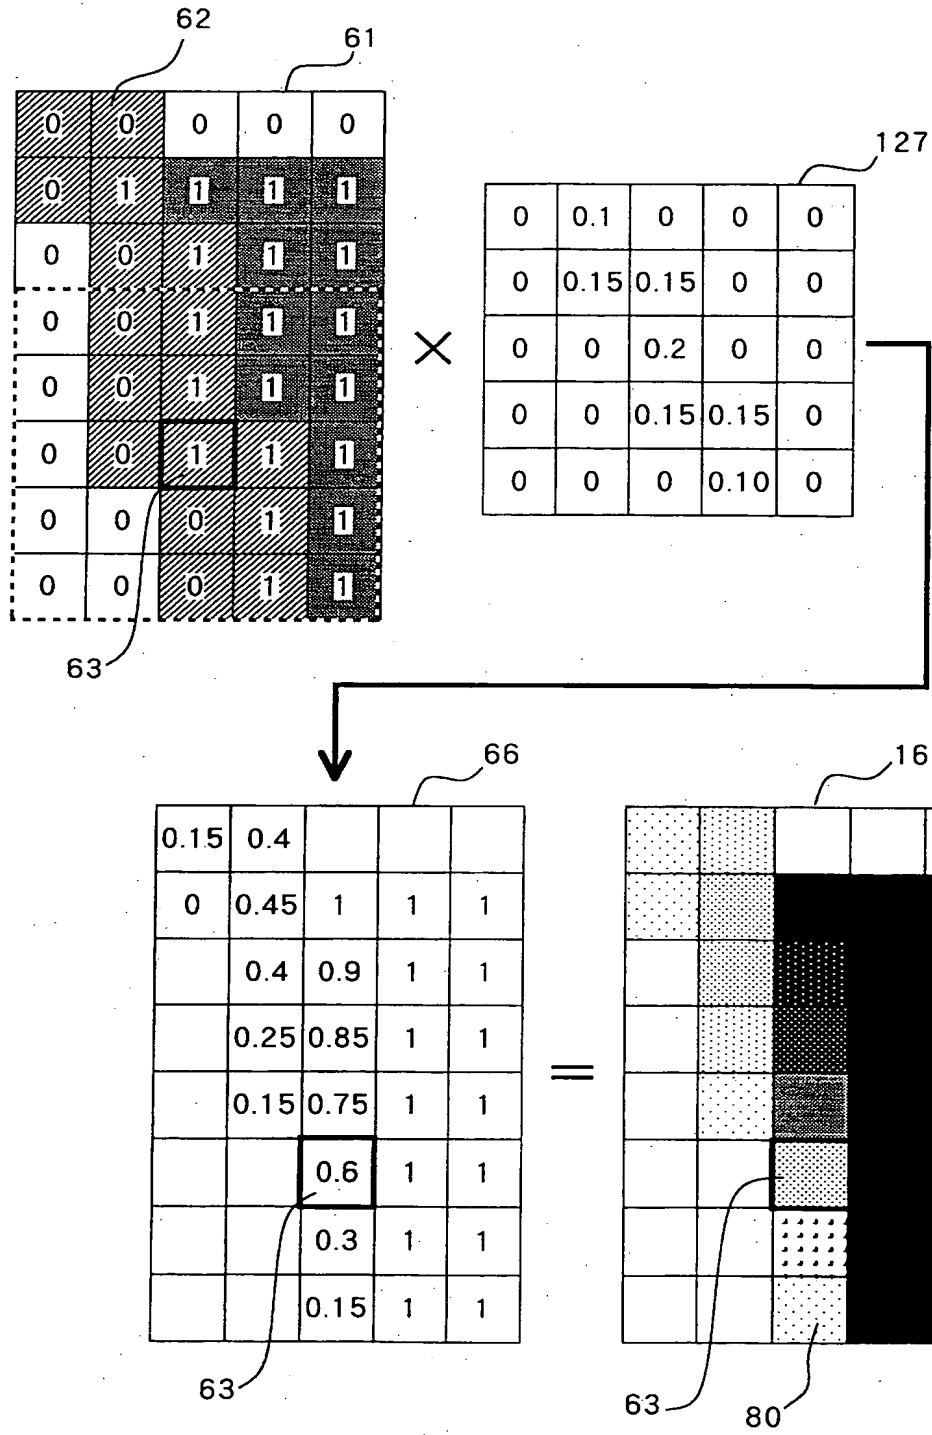 62
61
0 0 0 0 0
0 1 1 1 1
0 0 1 1 1
0 0 1 1 1
0 0 1 1 1
0 0 1 1 1
0 0 0 1 1
0 0 0 1 1
63
×
127
0 0.1 0 0 0
0 0.15 0.15 0 0
0 0 0.2 0 0
0 0 0.15 0.15 0
0 0 0 0.10 0
66
0.15 0.4
0 0.45 1 1 1
0.4 0.9 1 1
0.25 0.85 1 1
0.15 0.75 1 1
0.6 1 1
0.3 1 1
0.15 1 1
63
=
16
63
80